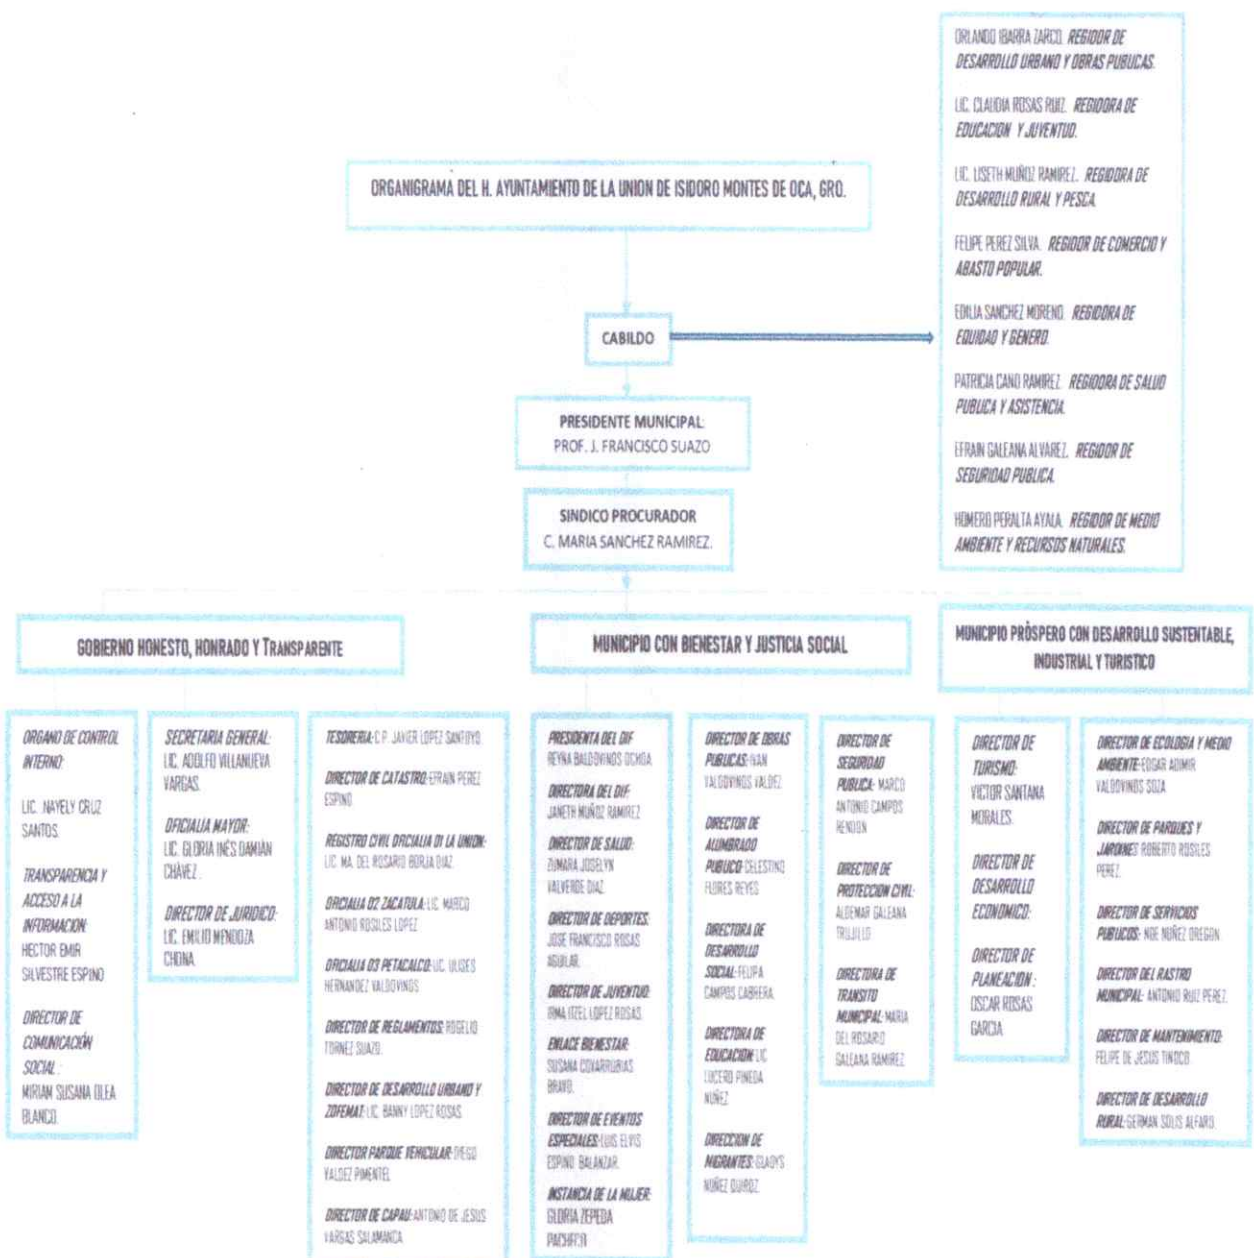 ORGANIGRAMA DEL H. AYUNTAMIENTO DE LA UNION DE ISIDORO MONTES DE OCA, GRO.
CABILDO
ORLANDO IBARRA ZARCO. REGIDOR DE
DESARROLLO URBANO Y OBRAS PUBLICAS.
LIC. CLAUDIA ROSAS RUIZ. REGIDORA DE
EDUCACION Y JUVENTUD.
LIC. LISETH MUÑOZ RAMIREZ. REGIDORA DE
DESARROLLO RURAL Y PESCA.
FELIPE PEREZ SILVA. REGIDOR DE COMERCIO Y
ABASTO POPULAR.
EDILIA SANCHEZ MORENO. REGIDORA DE
EQUIDAD Y GENERO.
PATRICIA CANO RAMIREZ. REGIDORA DE SALUD
PUBLICA Y ASISTENCIA.
EFRAIN GALEANA ALVAREZ. REGIDOR DE
SEGURIDAD PUBLICA.
HOMERO PERALTA AYALA. REGIDOR DE MEDIO
AMBIENTE Y RECURSOS NATURALES.
PRESIDENTE MUNICIPAL:
PROF. J. FRANCISCO SUAZO
SINDICO PROCURADOR
C. MARIA SANCHEZ RAMIREZ.
GOBIERNO HONESTO, HONRADO Y TRANSPARENTE
ORGANO DE CONTROL
INTERNO:
LIC. NAYELY CRUZ
SANTOS.
TRANSPARENCIA Y
ACCESO A LA
INFORMACION:
HECTOR EMIR
SILVESTRE ESPINO
DIRECTOR DE
COMUNICACIÓN
SOCIAL:
MIRIAM SUSANA OLEA
BLANCO.
SECRETARIA GENERAL:
LIC. ADOLFO VILLANUEVA
VARGAS.
OFICIALIA MAYOR:
LIC. GLORIA INÉS DAMIÁN
CHÁVEZ.
DIRECTOR DE JURIDICO:
LIC. EMILIO MENDOZA
CHONA.
TESORERIA: C.P. JAVIER LOPEZ SANTOYO.
DIRECTOR DE CATASTRO: EFRAIN PEREZ
ESPINO
REGISTRO CIVIL ORCIALIA 01 LA UNION:
LIC. MA. DEL ROSARIO BORJA DIAZ.
ORCIALIA 02 ZACATULA: LIC. MARCO
ANTONIO ROSILES LOPEZ
ORCIALIA 03 PETACALCO: LIC. ULISES
HERNANDEZ VALDOVINOS
DIRECTOR DE REGLAMENTOS: ROGELIO
TORNEZ SUAZO.
DIRECTOR DE DESARROLLO URBANO Y
ZOFEMAT: LIC. BANNY LOPEZ ROSAS
DIRECTOR PARQUE VEHICULAR: DIEGO
VALDEZ PIMENTEL
DIRECTOR DE CAPAU: ANTONIO DE JESUS
VARGAS SALAMANCA
MUNICIPIO CON BIENESTAR Y JUSTICIA SOCIAL
PRESIDENTA DEL DIF
REYNA BALDOVINOS OCHOA
DIRECTORA DEL DIF:
JANETH MUÑOZ RAMIREZ
DIRECTOR DE SALUD:
ZUMARA JOSELYN
VALVERDE DIAZ
DIRECTOR DE DEPORTES:
JOSE FRANCISCO ROSAS
AGUILAR.
DIRECTOR DE JUVENTUD:
IRMA ITZEL LOPEZ ROSAS
ENLACE BIENESTAR:
SUSANA COVARRUBIAS
BRAVO.
DIRECTOR DE EVENTOS
ESPECIALES: LUIS ELVIS
ESPINO BALANZAR.
INSTANCIA DE LA MUJER:
GLORIA ZEPEDA
PACHECO
DIRECTOR DE OBRAS
PUBLICAS: IVAN
VALDOVINOS VALDEZ
DIRECTOR DE
ALUMBRADO
PUBLICO: CELESTINO
FLORES REYES
DIRECTORA DE
DESARROLLO
SOCIAL: FELIPA
CAMPOS CABRERA
DIRECTORA DE
EDUCACION: LIC
LUCERO PINEDA
NUÑEZ
DIRECCION DE
MIGRANTES: GLADYS
NUÑEZ QUIROZ
DIRECTOR DE
SEGURIDAD
PUBLICA: MARCO
ANTONIO CAMPOS
RENDON
DIRECTOR DE
PROTECCION CIVIL:
ALDEMAR GALEANA
TRUJILLO
DIRECTORA DE
TRANSITO
MUNICIPAL: MARIA
DEL ROSARIO
GALEANA RAMIREZ
MUNICIPIO PRÓSPERO CON DESARROLLO SUSTENTABLE,
INDUSTRIAL Y TURISTICO
DIRECTOR DE
TURISMO:
VICTOR SANTANA
MORALES.
DIRECTOR DE
DESARROLLO
ECONOMICO:
DIRECTOR DE
PLANEACION:
OSCAR ROSAS
GARCIA
DIRECTOR DE ECOLOGIA Y MEDIO
AMBIENTE: EDGAR ADIMIR
VALDOVINOS SOZA
DIRECTOR DE PARQUES Y
JARDINES ROBERTO ROSILES
PEREZ.
DIRECTOR DE SERVICIOS
PUBLICOS: NOE NUÑEZ OREGON
DIRECTOR DEL RASTRO
MUNICIPAL: ANTONIO RUIZ PEREZ.
DIRECTOR DE MANTENIMIENTO:
FELIPE DE JESUS TINOCO.
DIRECTOR DE DESARROLLO
RURAL: GERMAN SOLIS ALFARO.